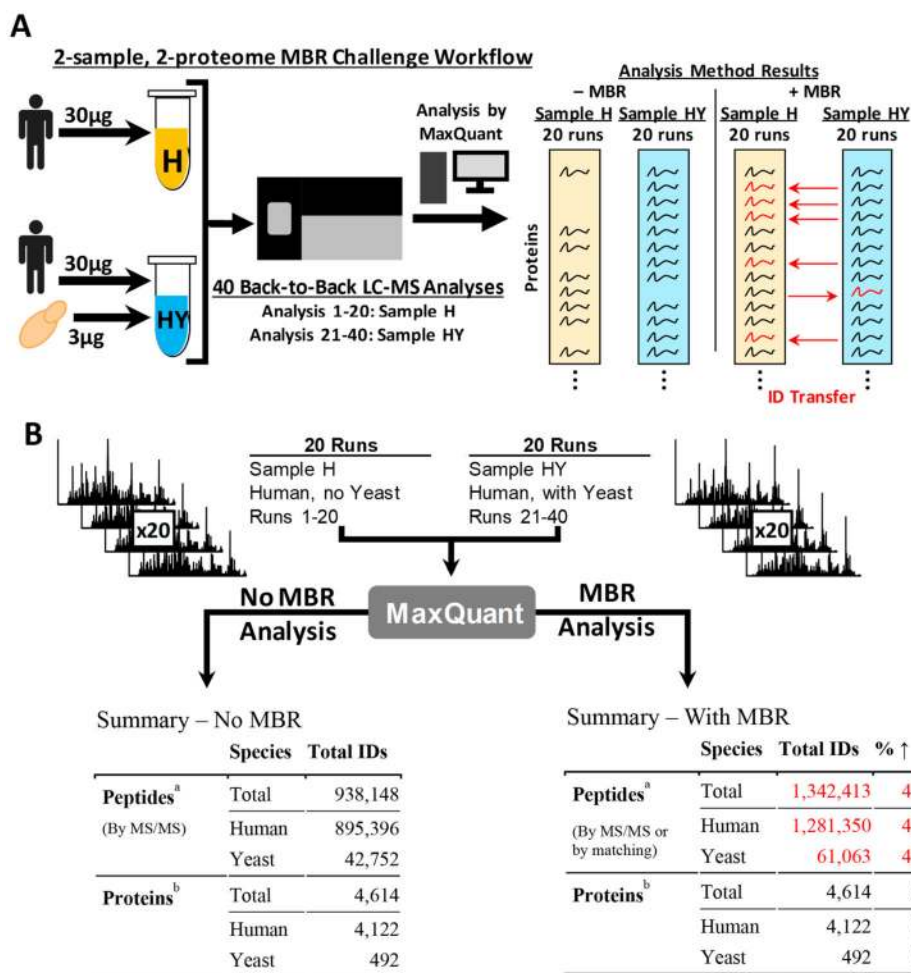 A
2-sample, 2-proteome MBR Challenge Workflow
30µg
H
30µg
3µg
HY
40 Back-to-Back LC-MS Analyses
Analysis 1-20: Sample H
Analysis 21-40: Sample HY
Analysis by
MaxQuant
Analysis Method Results
– MBR
+ MBR
Sample H
Sample HY
Sample H
Sample HY
20 runs
20 runs
20 runs
20 runs
Proteins
ID Transfer
B
x20
20 Runs
Sample H
Human, no Yeast
Runs 1-20
20 Runs
Sample HY
Human, with Yeast
Runs 21-40
x20
No MBR
Analysis
MaxQuant
MBR
Analysis
Summary – No MBR
Species Total IDs
Peptidesᵃ Total 938,148
(By MS/MS) Human 895,396
Yeast 42,752
Proteinsᵇ Total 4,614
Human 4,122
Yeast 492
Summary – With MBR
Species Total IDs % ↑
Peptidesᵃ Total 1,342,413 4
(By MS/MS or
by matching)
Human 1,281,350 4
Yeast 61,063 4
Proteinsᵇ Total 4,614
Human 4,122
Yeast 492